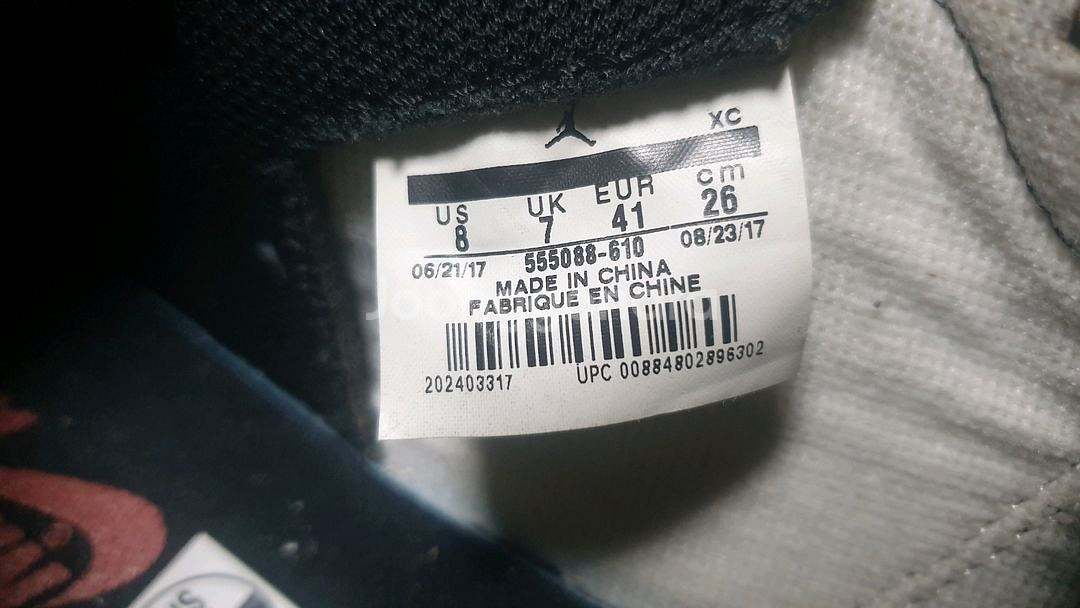 XC
US UK EUR cm
8 7 41 26
06/21/17 555088-610 08/23/17
MADE IN CHINA
FABRIQUE EN CHINE
202403317 UPC 00884802896302